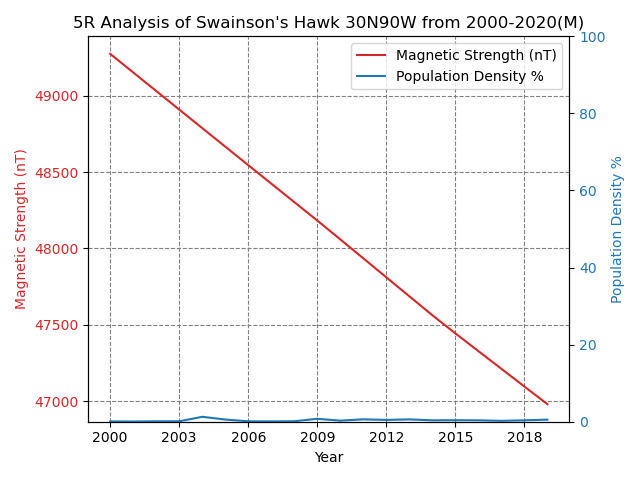 5R Analysis of Swainson's Hawk 30N90W from 2000-2020(M)
Magnetic Strength (nT)
Population Density %
49000
48500
48000
47500
47000
Magnetic Strength (nT)
100
80
60
40
20
0
Population Density %
2000 2003 2006 2009 2012 2015 2018
Year